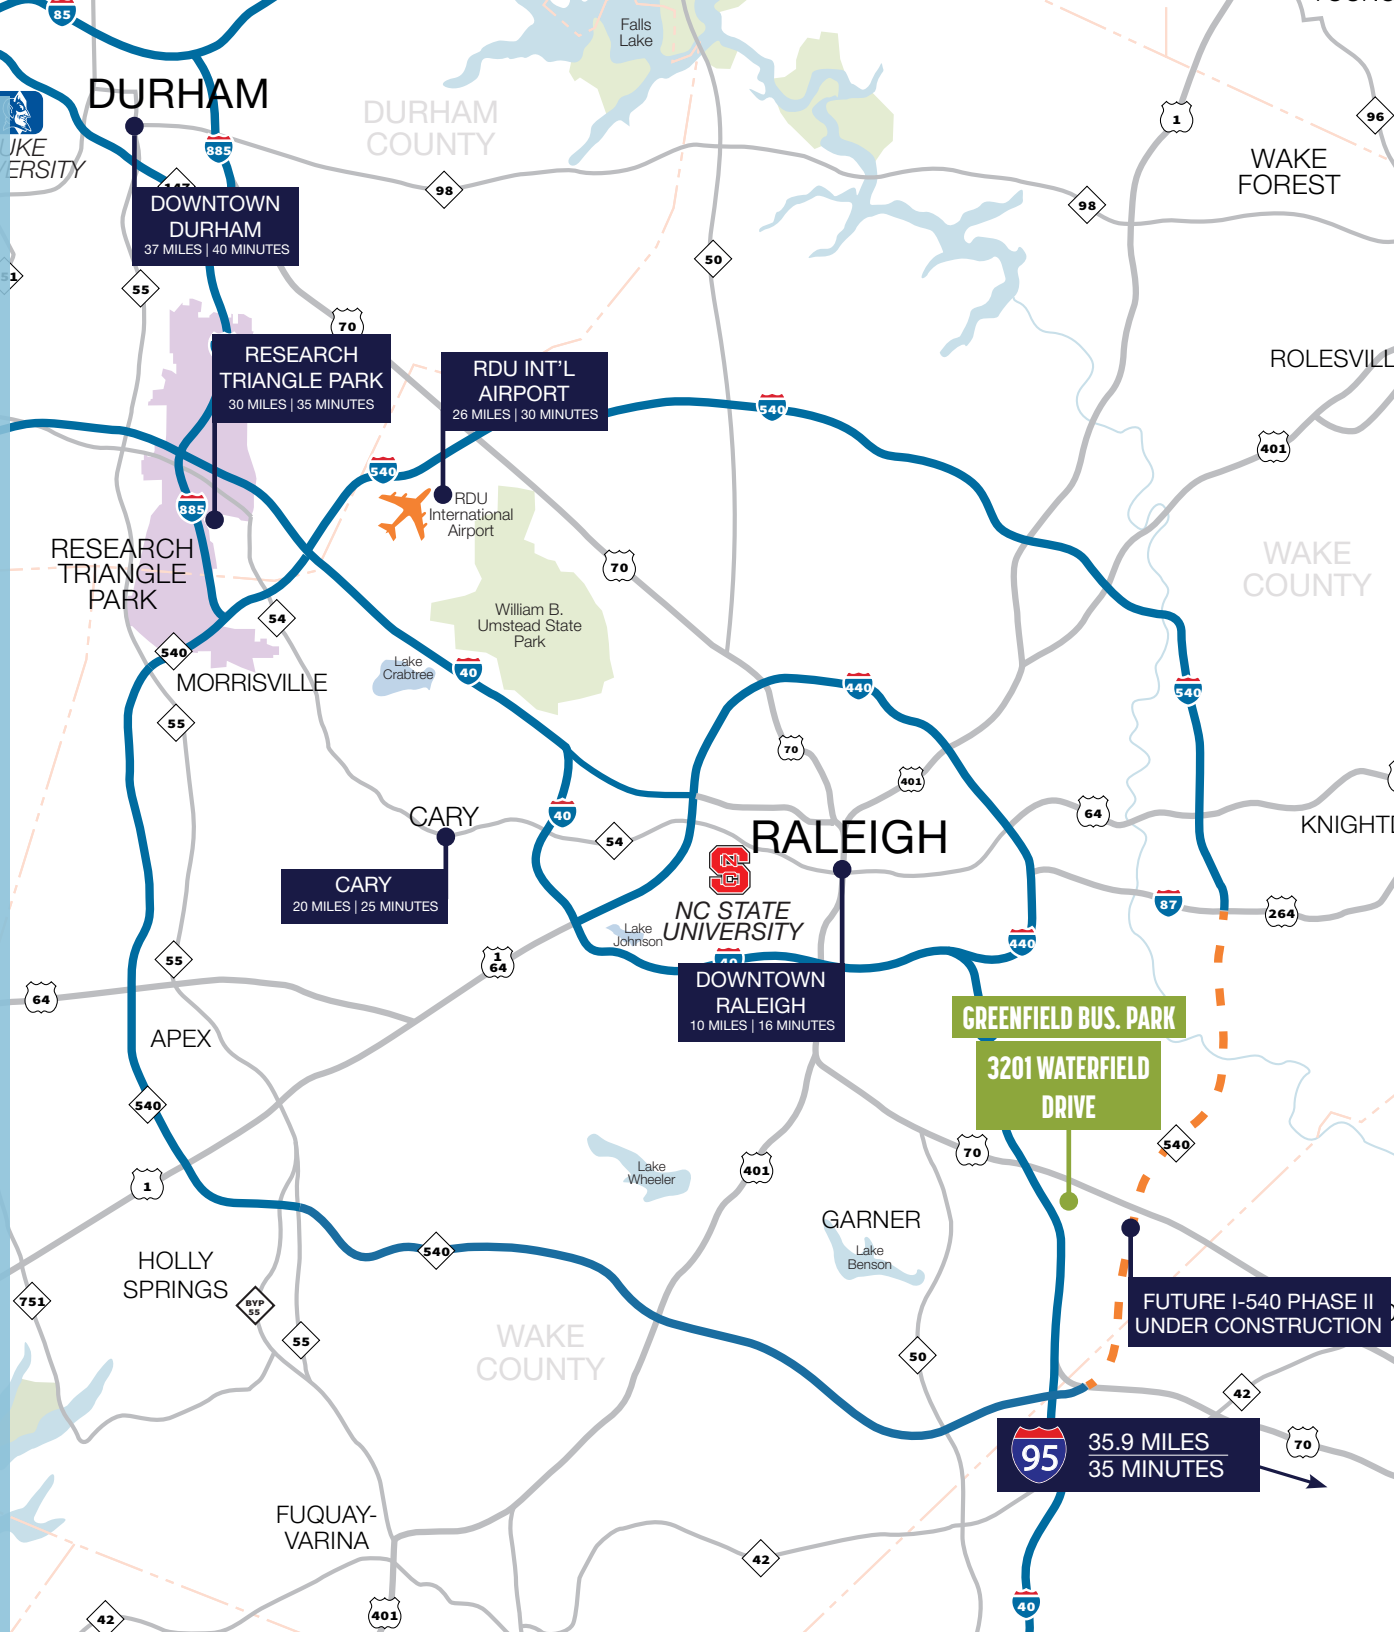 85
Falls
Lake
DURHAM
DURHAM
COUNTY
1
96
885
WAKE
FOREST
98
98
DOWNTOWN
DURHAM
37 MILES | 40 MINUTES
50
55
70
RESEARCH
TRIANGLE PARK
30 MILES | 35 MINUTES
RDU INT'L
AIRPORT
26 MILES | 30 MINUTES
540
401
540
885
RDU
International
Airport
RESEARCH
TRIANGLE
PARK
70
WAKE
COUNTY
54
William B.
Umstead State
Park
540
Lake
Crabtree
40
MORRISVILLE
440
540
55
70
401
40
64
CARY
54
RALEIGH
CARY
20 MILES | 25 MINUTES
NC STATE
UNIVERSITY
87
264
Lake
Johnson
440
55
1
64
40
DOWNTOWN
RALEIGH
10 MILES | 16 MINUTES
64
GREENFIELD BUS. PARK
APEX
3201 WATERFIELD
DRIVE
540
540
70
401
1
Lake
Wheeler
GARNER
Lake
Benson
HOLLY
SPRINGS
540
751
BYP
55
55
FUTURE I-540 PHASE II
UNDER CONSTRUCTION
WAKE
COUNTY
50
42
95
35.9 MILES
35 MINUTES
70
FUQUAY-
VARINA
42
40
42
401